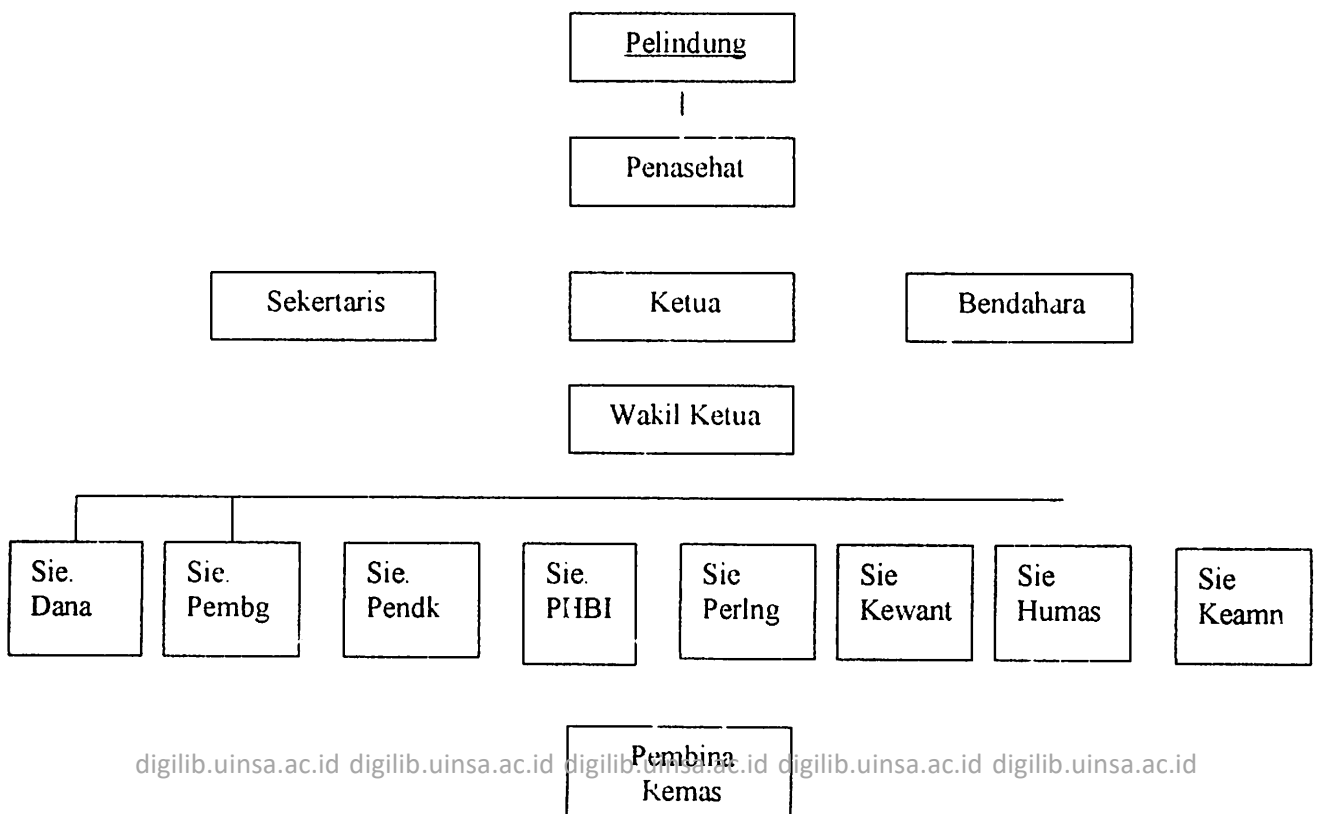 Pelindung
Penasehat
Sekertaris
Ketua
Bendahara
Wakil Ketua
Sie.
Dana
Sie.
Pembg
Sie.
Pendk
Sie.
PHBI
Sie
Perlng
Sie
Kewant
Sie
Humas
Sie
Keamn
Pembina
digilib.uinsa.ac.id digilib.uinsa.ac.id digilib.uinsa.ac.id digilib.uinsa.ac.id digilib.uinsa.ac.id
Remas